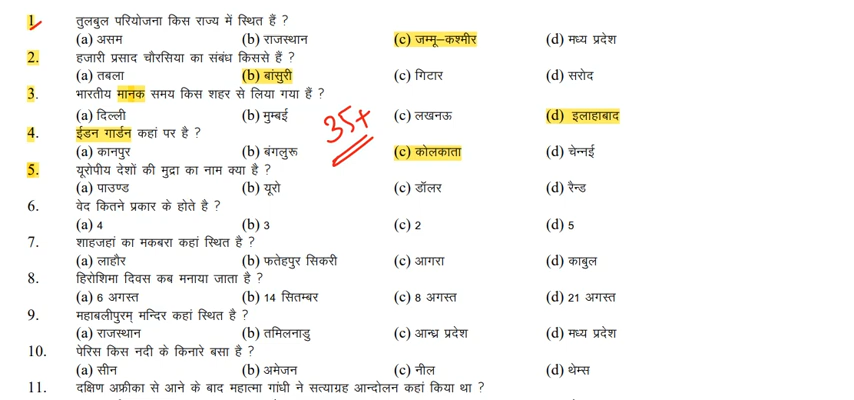 1. तुलबुल परियोजना किस राज्य में स्थित हैं ?
(a) असम (b) राजस्थान (c) जम्मू–कश्मीर (d) मध्य प्रदेश
2. हजारी प्रसाद चौरसिया का संबंध किससे हैं ?
(a) तबला (b) बांसुरी (c) गिटार (d) सरोद
3. भारतीय मानक समय किस शहर से लिया गया हैं ?
(a) दिल्ली (b) मुम्बई (c) लखनऊ (d) इलाहाबाद
35+
4. ईडन गार्डन कहां पर है ?
(a) कानपुर (b) बंगलुरू (c) कोलकाता (d) चेन्नई
5. यूरोपीय देशों की मुद्रा का नाम क्या है ?
(a) पाउण्ड (b) यूरो (c) डॉलर (d) रैन्ड
6. वेद कितने प्रकार के होते है ?
(a) 4 (b) 3 (c) 2 (d) 5
7. शाहजहां का मकबरा कहां स्थित है ?
(a) लाहौर (b) फतेहपुर सिकरी (c) आगरा (d) काबुल
8. हिरोशिमा दिवस कब मनाया जाता है ?
(a) 6 अगस्त (b) 14 सितम्बर (c) 8 अगस्त (d) 21 अगस्त
9. महाबलीपुरम् मन्दिर कहां स्थित है ?
(a) राजस्थान (b) तमिलनाडु (c) आन्ध्र प्रदेश (d) मध्य प्रदेश
10. पेरिस किस नदी के किनारे बसा है ?
(a) सीन (b) अमेजन (c) नील (d) थेम्स
11. दक्षिण अफ्रीका से आने के बाद महात्मा गांधी ने सत्याग्रह आन्दोलन कहां किया था ?